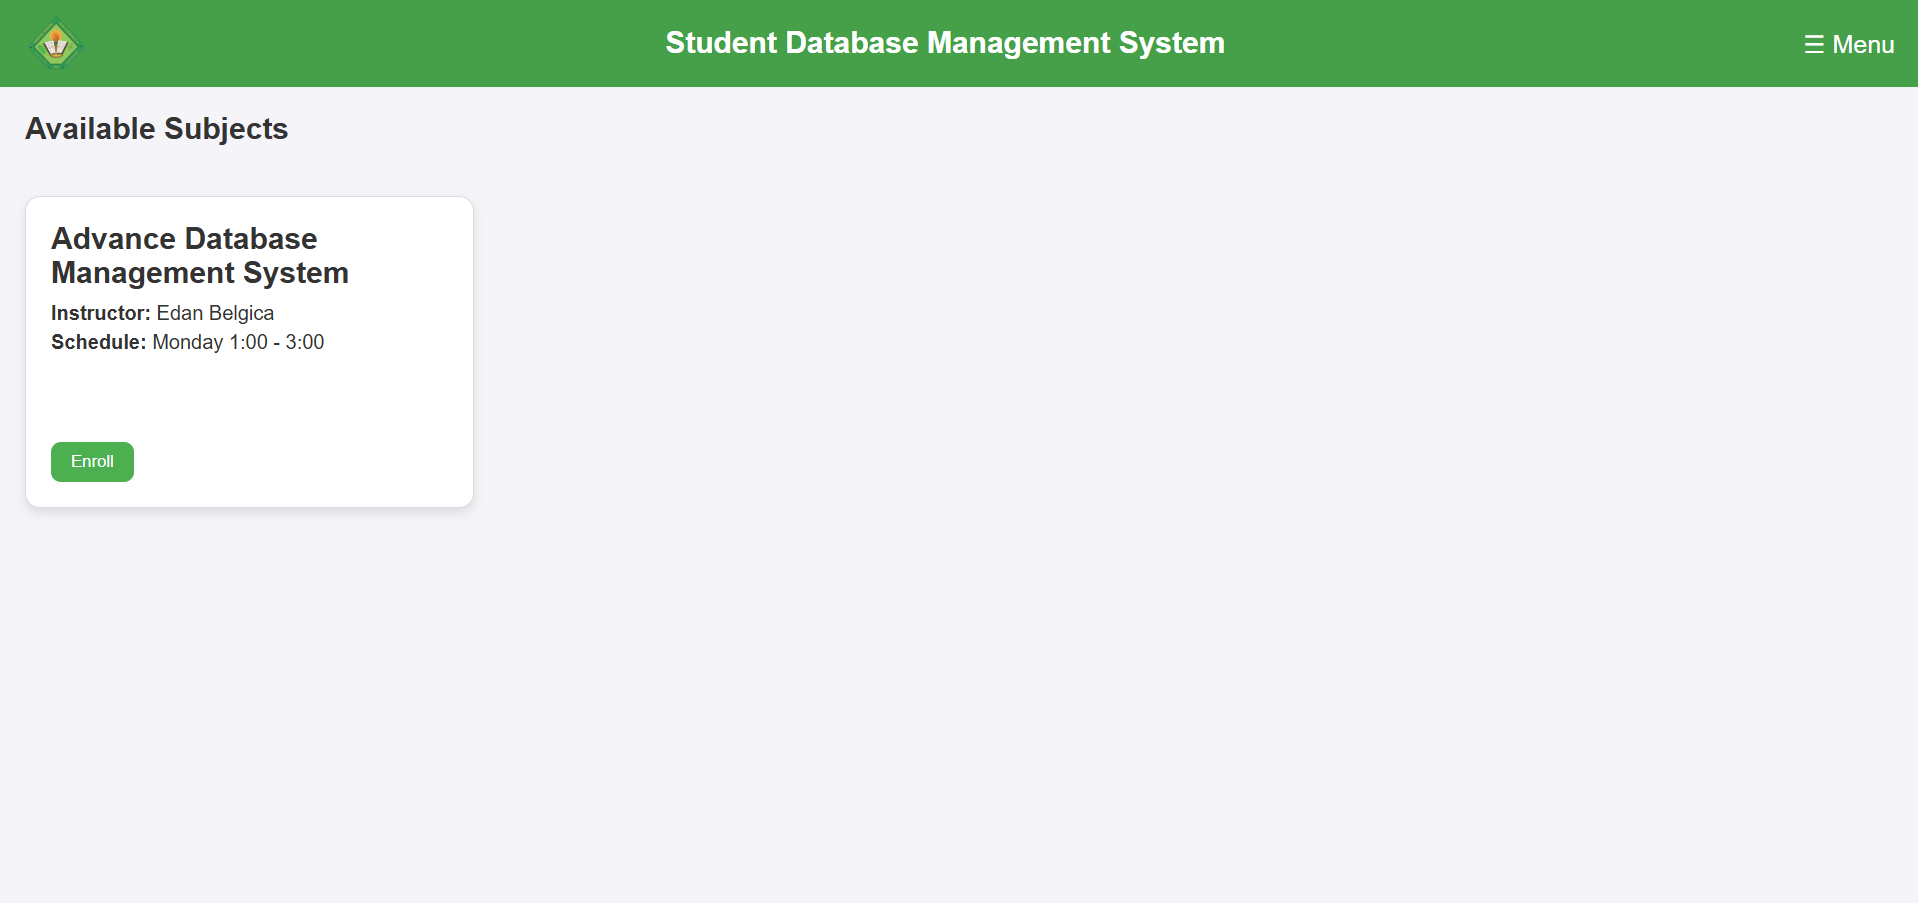 Student Database Management System
☰ Menu
Available Subjects
Advance Database
Management System
Instructor: Edan Belgica
Schedule: Monday 1:00 - 3:00
Enroll